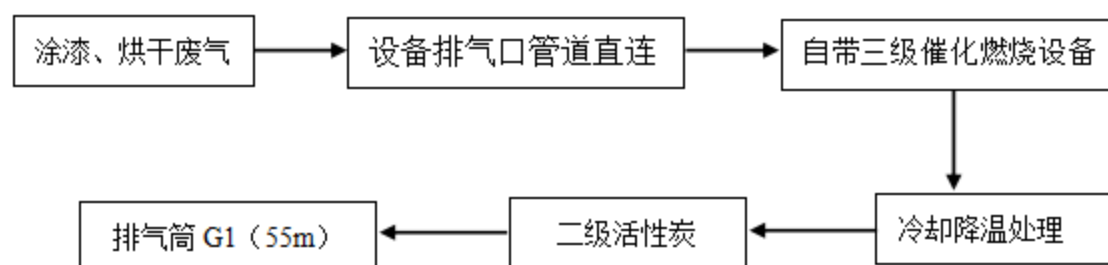 涂漆、烘干废气
设备排气口管道直连
自带三级催化燃烧设备
冷却降温处理
二级活性炭
排气筒 G1（55m）